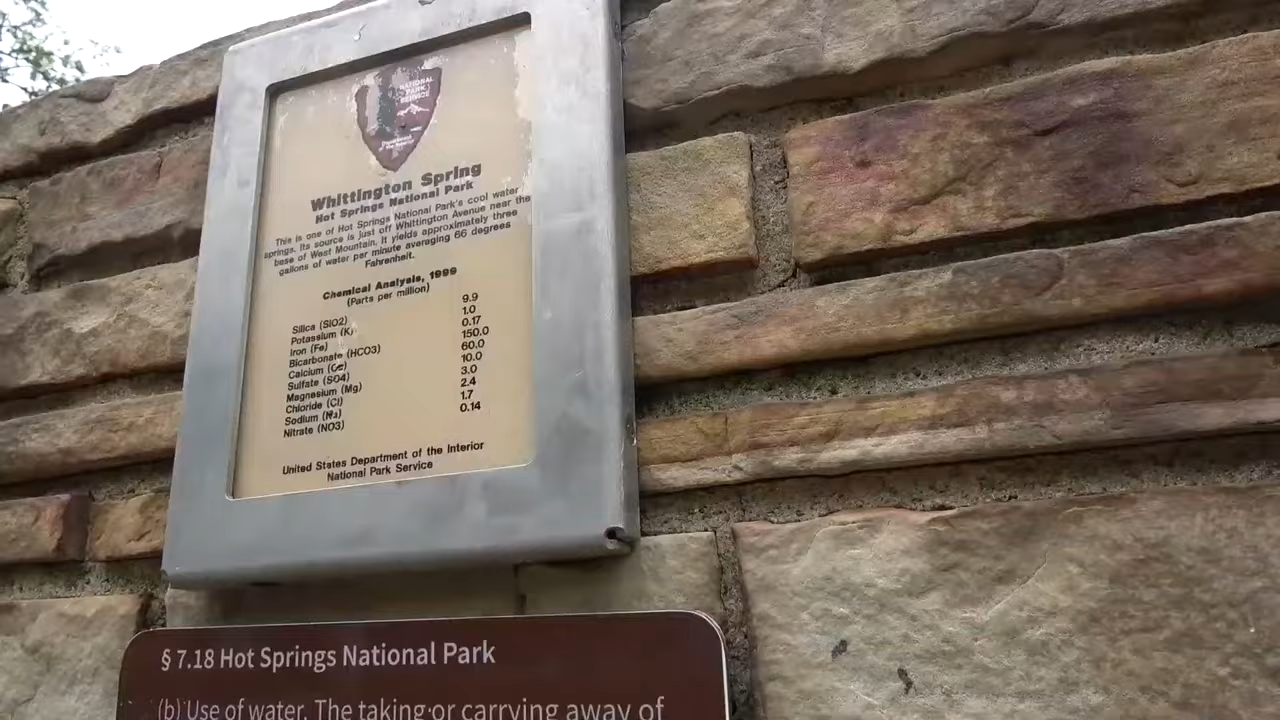 NATIONAL
PARK
SERVICE
Department
of the Interior
Whittington Spring
Hot Springs National Park
This is one of Hot Springs National Park's cool water
springs. Its source is just off Whittington Avenue near the
base of West Mountain. It yields approximately three
gallons of water per minute averaging 66 degrees
Fahrenheit.
Chemical Analysis, 1999
(Parts per million)
Silica (SiO2) 9.9
Potassium (K) 1.0
Iron (Fe) 0.17
Bicarbonate (HCO3) 150.0
Calcium (Ca) 60.0
Sulfate (SO4) 10.0
Magnesium (Mg) 3.0
Chloride (Cl) 2.4
Sodium (Na) 1.7
Nitrate (NO3) 0.14
United States Department of the Interior
National Park Service
§ 7.18 Hot Springs National Park
(b) Use of water. The taking or carrying away of